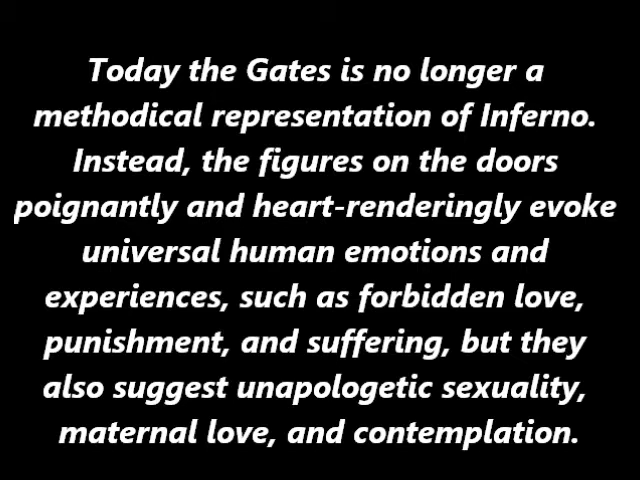 Today the Gates is no longer a
methodical representation of Inferno.
Instead, the figures on the doors
poignantly and heart-renderingly evoke
universal human emotions and
experiences, such as forbidden love,
punishment, and suffering, but they
also suggest unapologetic sexuality,
maternal love, and contemplation.